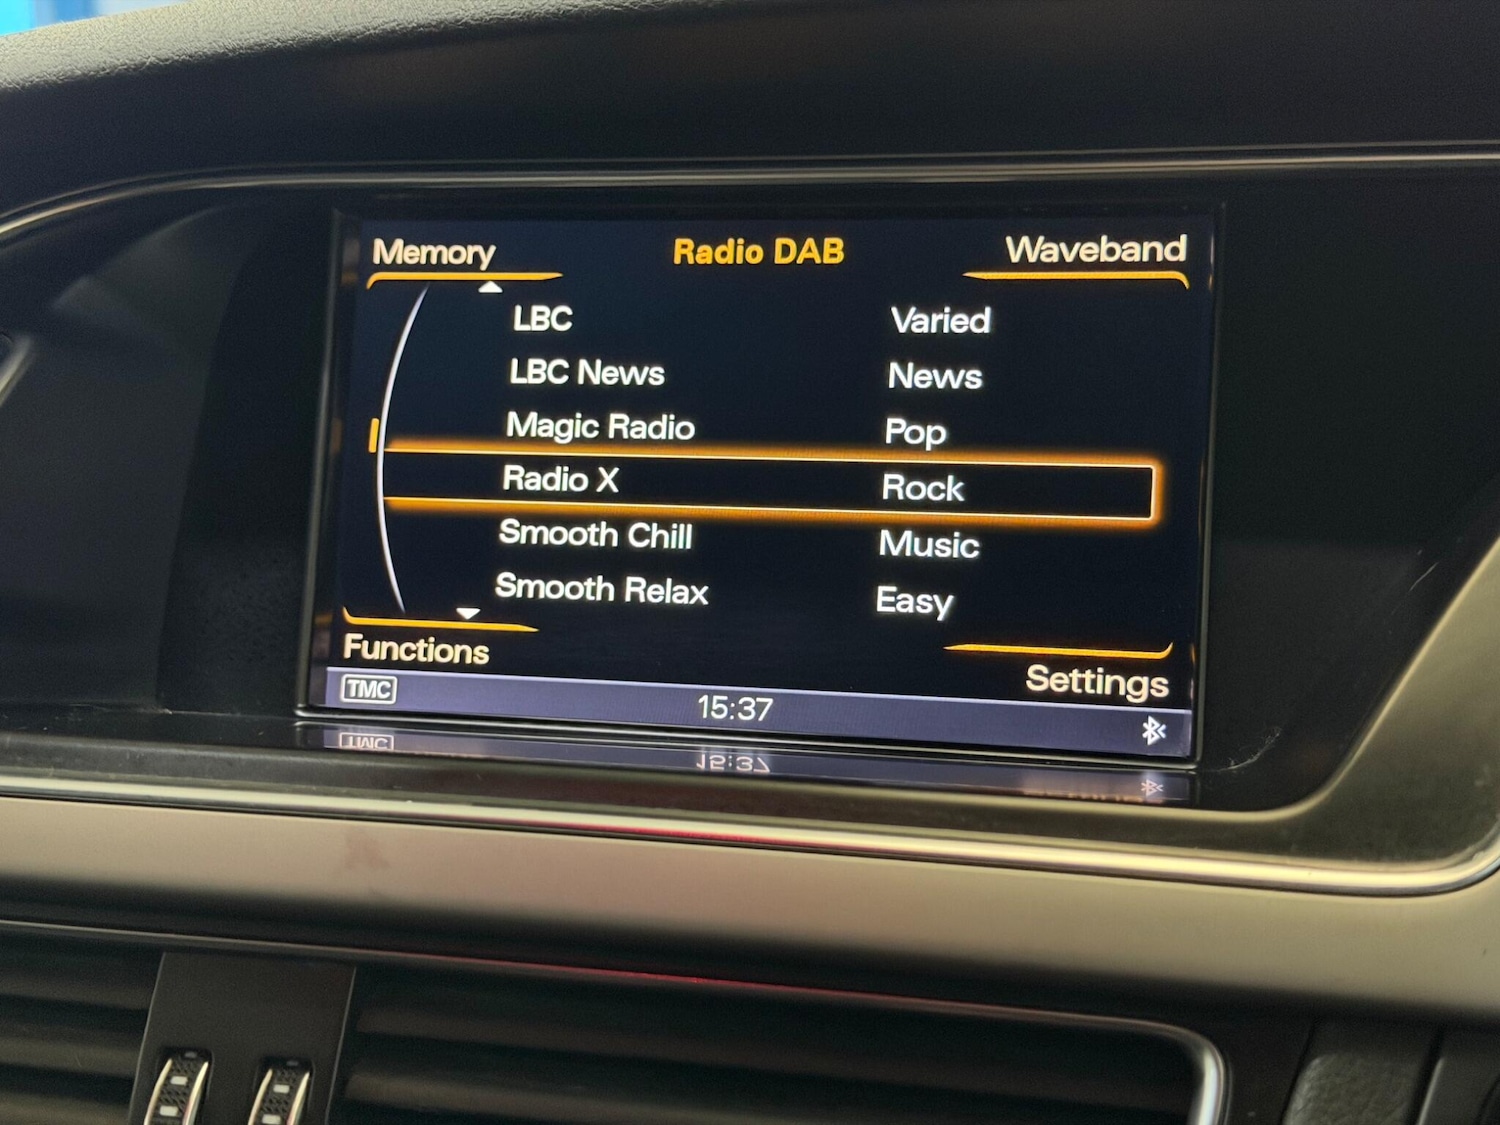 Memory Radio DAB Waveband
LBC Varied
LBC News News
Magic Radio Pop
Radio X Rock
Smooth Chill Music
Smooth Relax Easy
Functions Settings
TMC 15:37